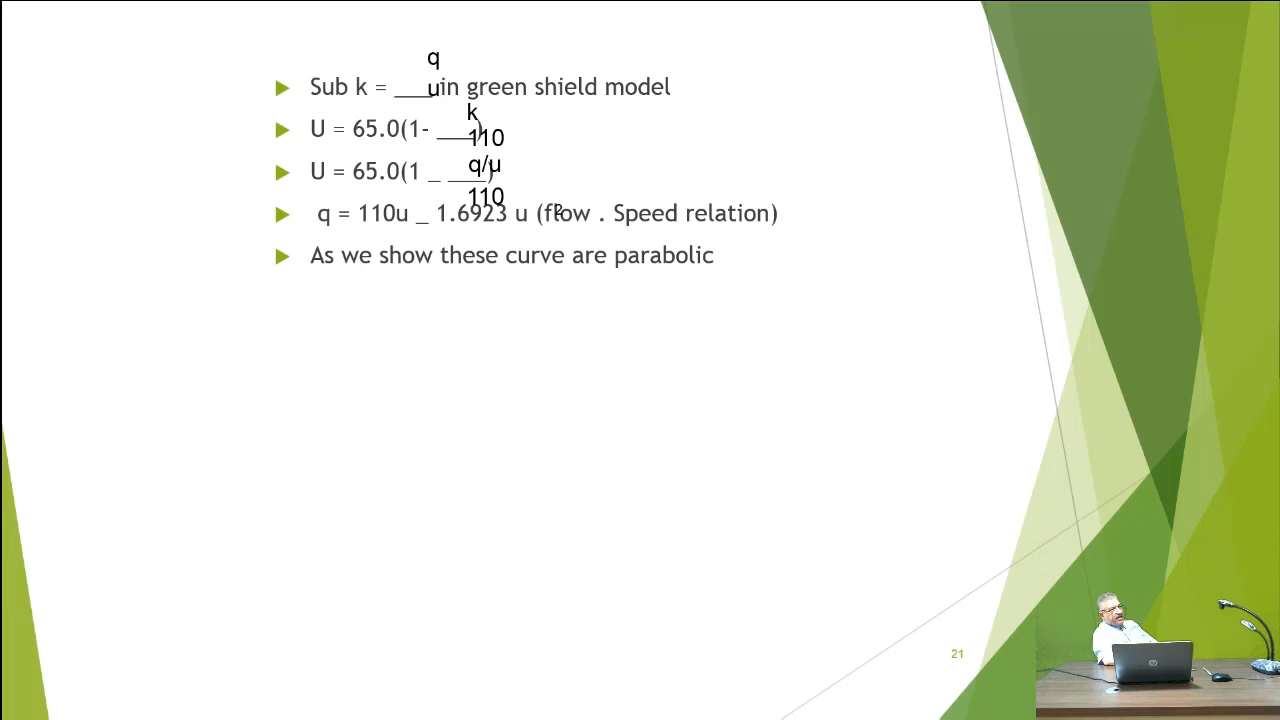 q
Sub k = ___ in green shield model
u
k
U = 65.0(1- ___)
110
q/u
U = 65.0(1 _ ___)
110
q = 110u _ 1.6923 u (flow . Speed relation)
2
As we show these curve are parabolic
21